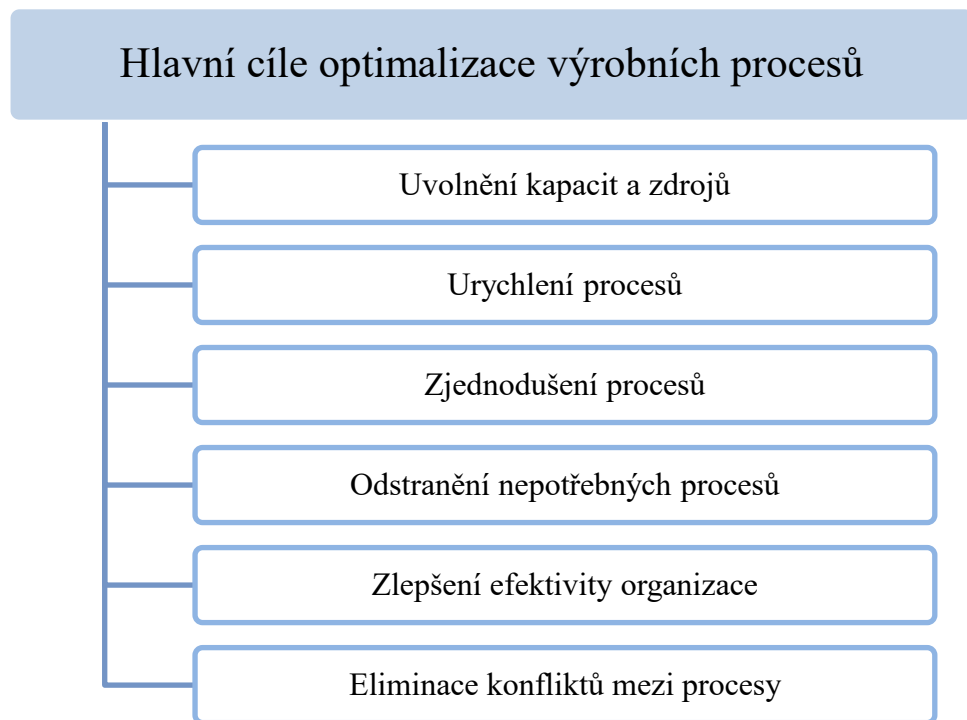 Hlavní cíle optimalizace výrobních procesů
Uvolnění kapacit a zdrojů
Urychlení procesů
Zjednodušení procesů
Odstranění nepotřebných procesů
Zlepšení efektivity organizace
Eliminace konfliktů mezi procesy